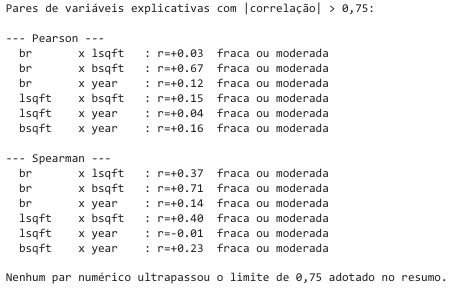 Pares de variáveis explicativas com |correlação| > 0,75:
--- Pearson ---
br x lsqft : r=+0.03 fraca ou moderada
br x bsqft : r=+0.67 fraca ou moderada
br x year : r=+0.12 fraca ou moderada
lsqft x bsqft : r=+0.15 fraca ou moderada
lsqft x year : r=+0.04 fraca ou moderada
bsqft x year : r=+0.16 fraca ou moderada
--- Spearman ---
br x lsqft : r=+0.37 fraca ou moderada
br x bsqft : r=+0.71 fraca ou moderada
br x year : r=+0.14 fraca ou moderada
lsqft x bsqft : r=+0.40 fraca ou moderada
lsqft x year : r=-0.01 fraca ou moderada
bsqft x year : r=+0.23 fraca ou moderada
Nenhum par numérico ultrapassou o limite de 0,75 adotado no resumo.